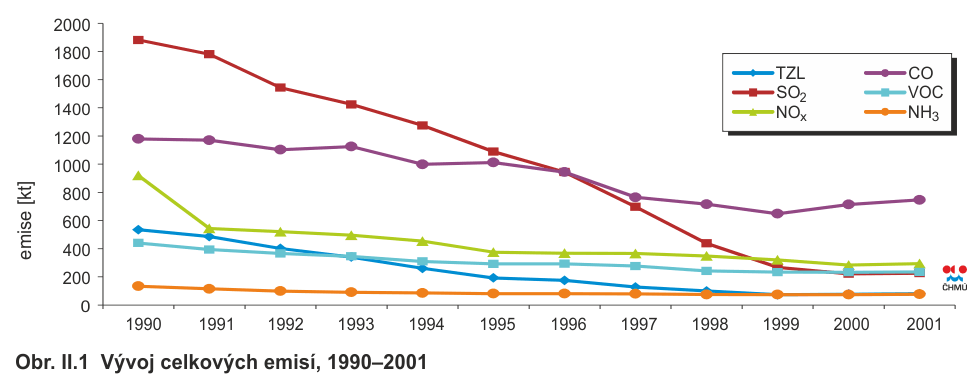 2000
1800
1600
1400
1200
1000
800
600
400
200
0
emise [kt]
TZL
SO2
NOx
CO
VOC
NH3
ČHMÚ
1990 1991 1992 1993 1994 1995 1996 1997 1998 1999 2000 2001
Obr. II.1 Vývoj celkových emisí, 1990–2001